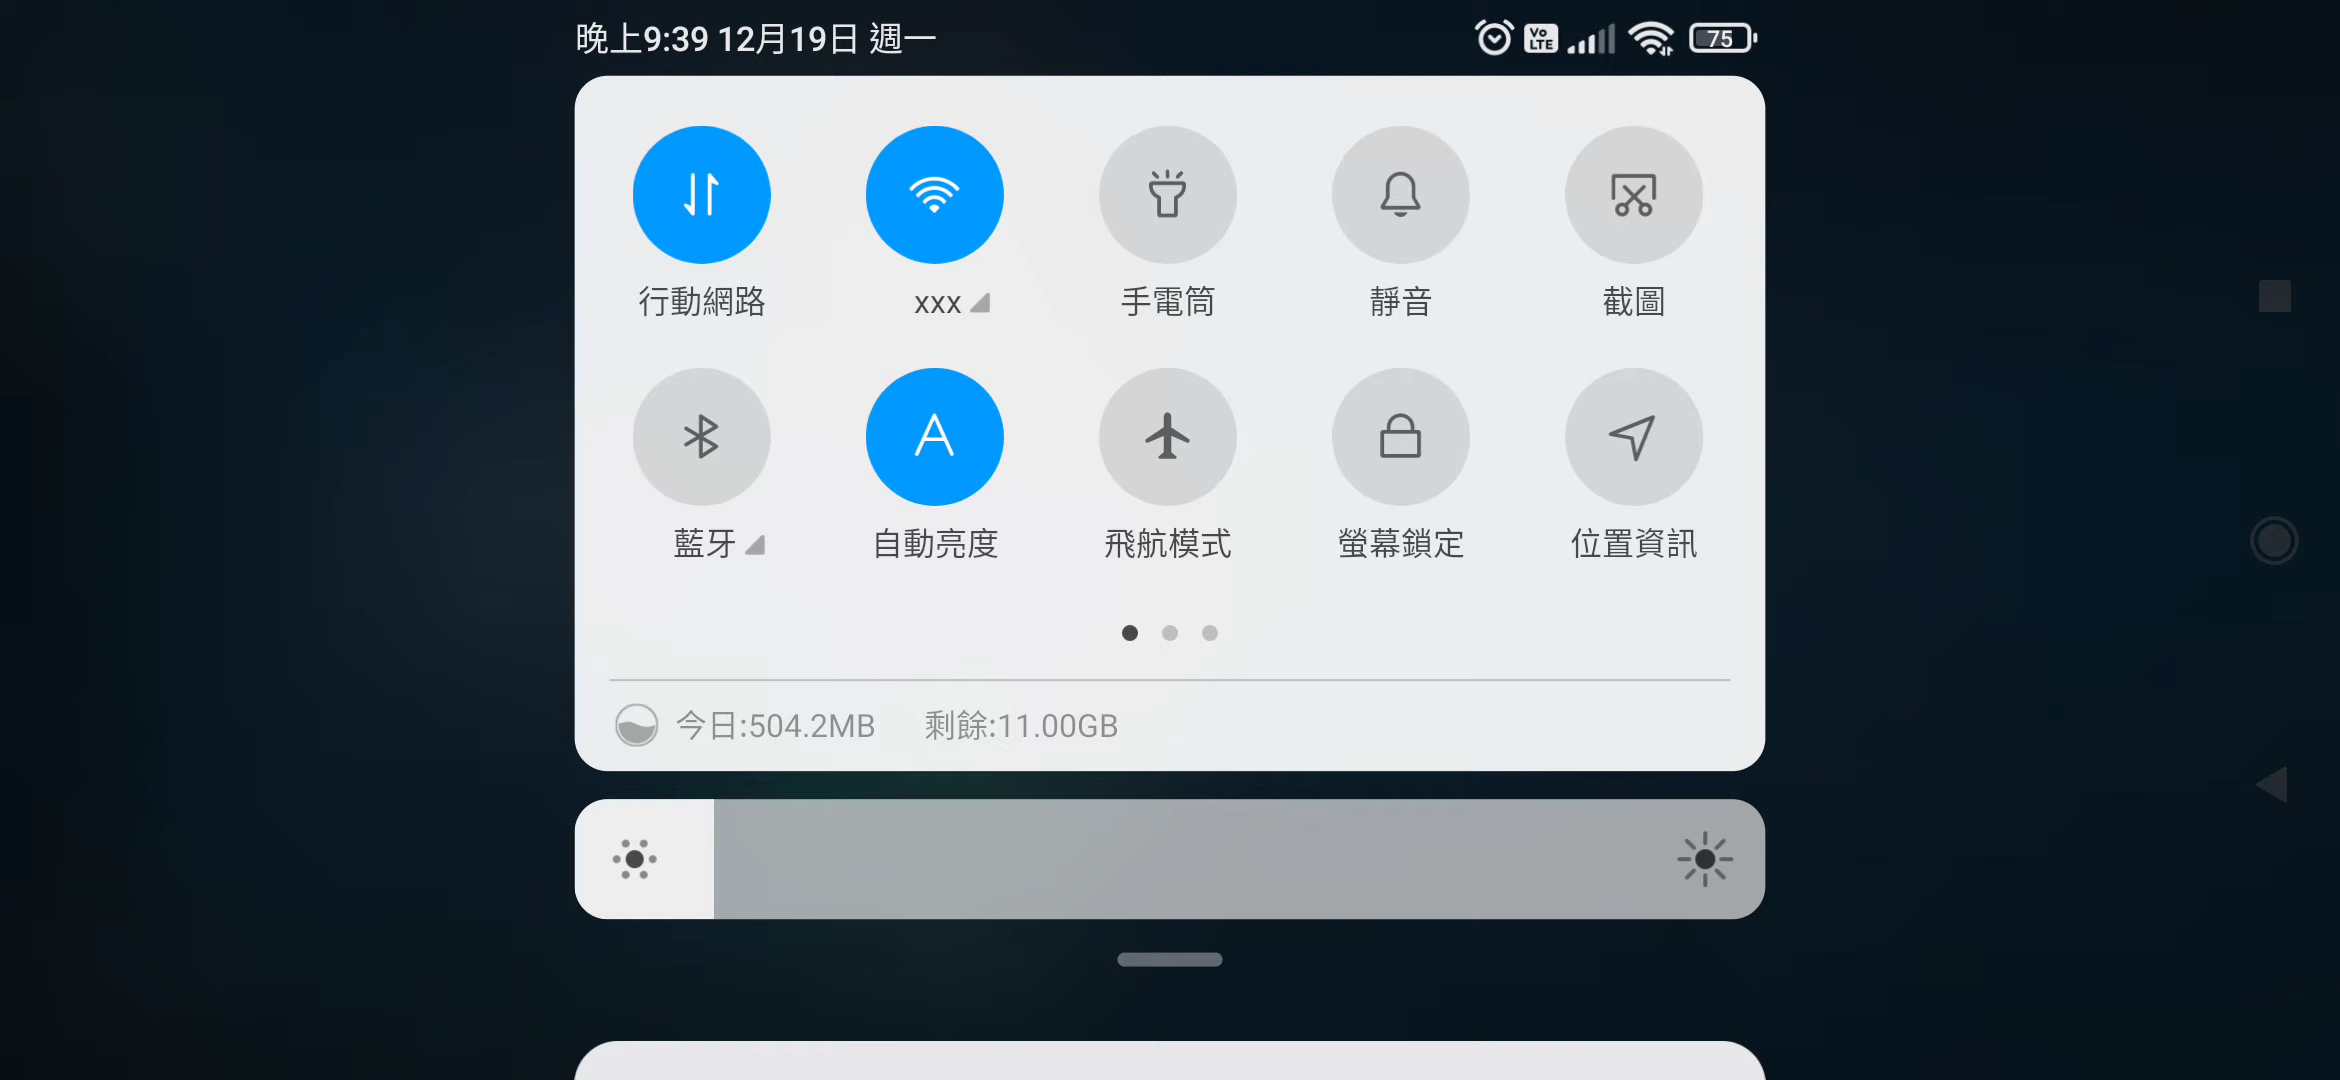 晚上9:39 12月19日 週一
Vo LTE
75
行動網路 xxx 手電筒 靜音 截圖
藍牙 自動亮度 飛航模式 螢幕鎖定 位置資訊
今日:504.2MB 剩餘:11.00GB